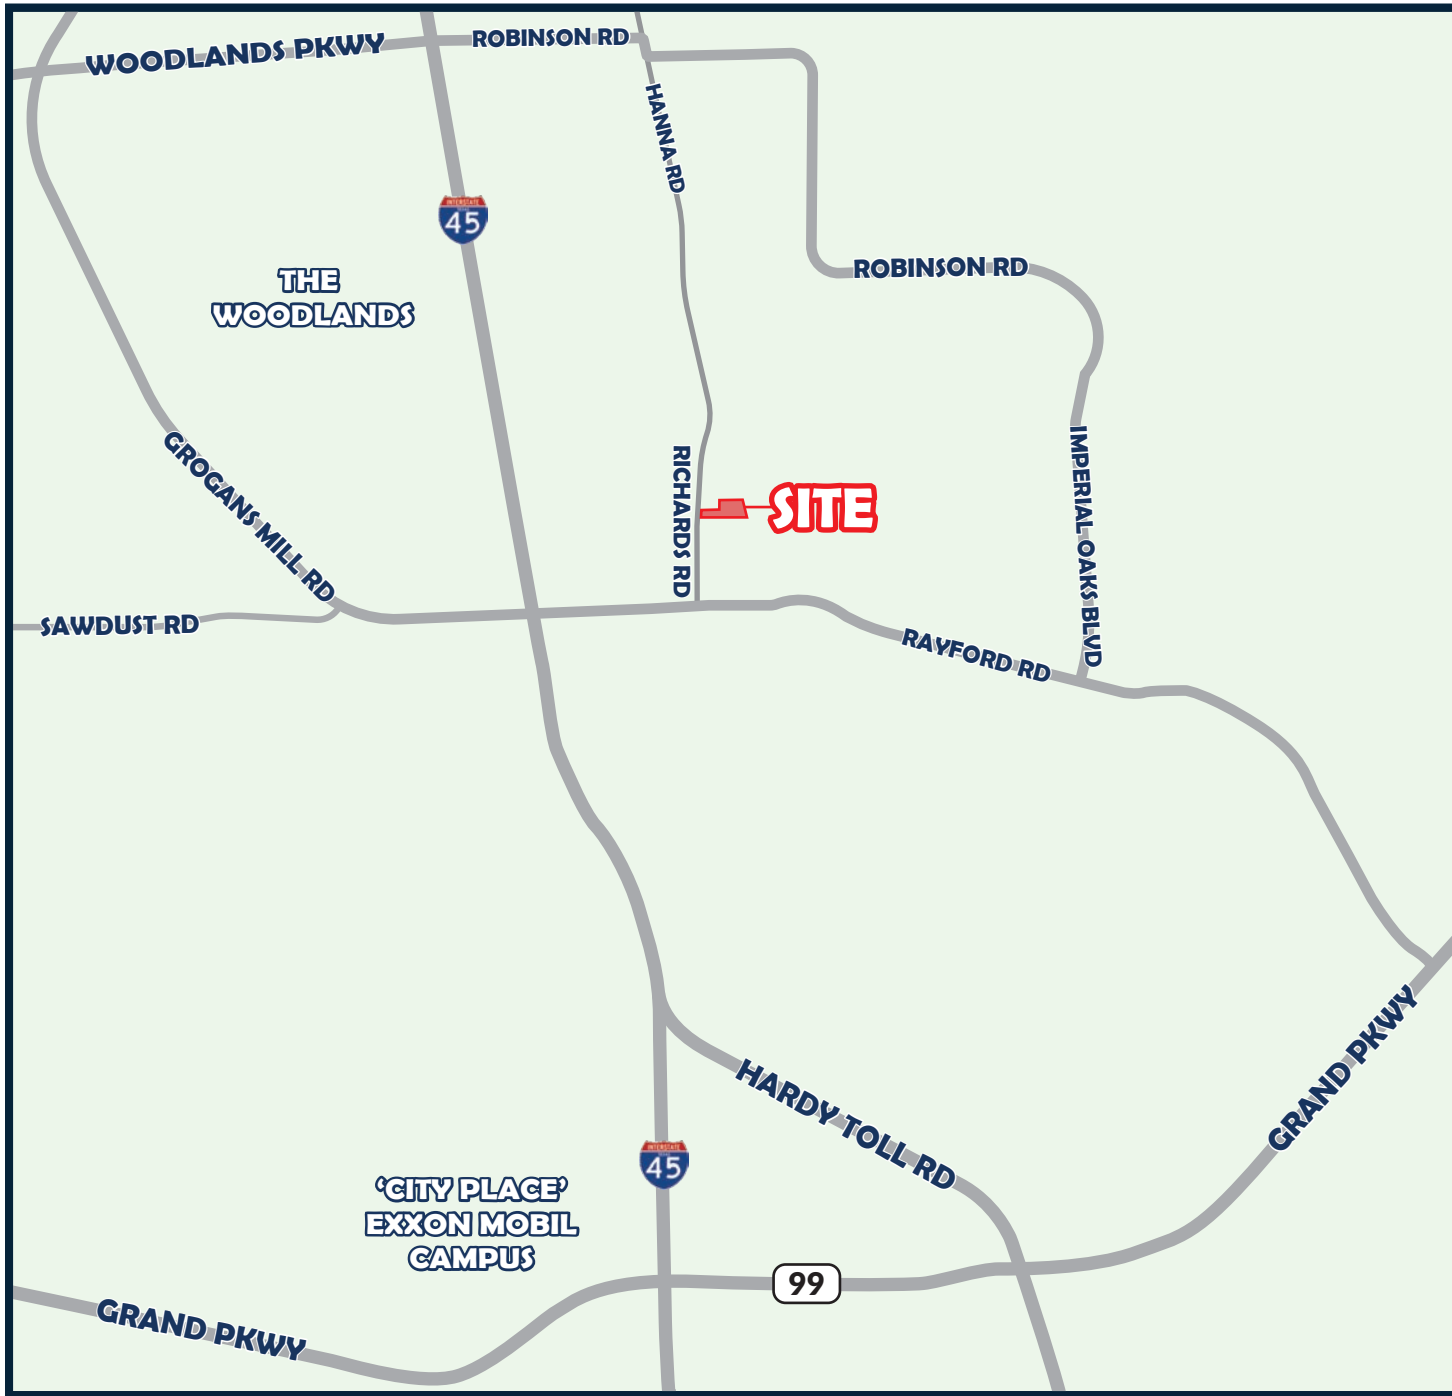 WOODLANDS PKWY
ROBINSON RD
HANNA RD
INTERSTATE
45
THE
WOODLANDS
ROBINSON RD
GROGANS MILL RD
RICHARDS RD
SITE
IMPERIAL OAKS BLVD
SAWDUST RD
RAYFORD RD
GRAND PKWY
HARDY TOLL RD
INTERSTATE
45
'CITY PLACE'
EXXON MOBIL
CAMPUS
99
GRAND PKWY